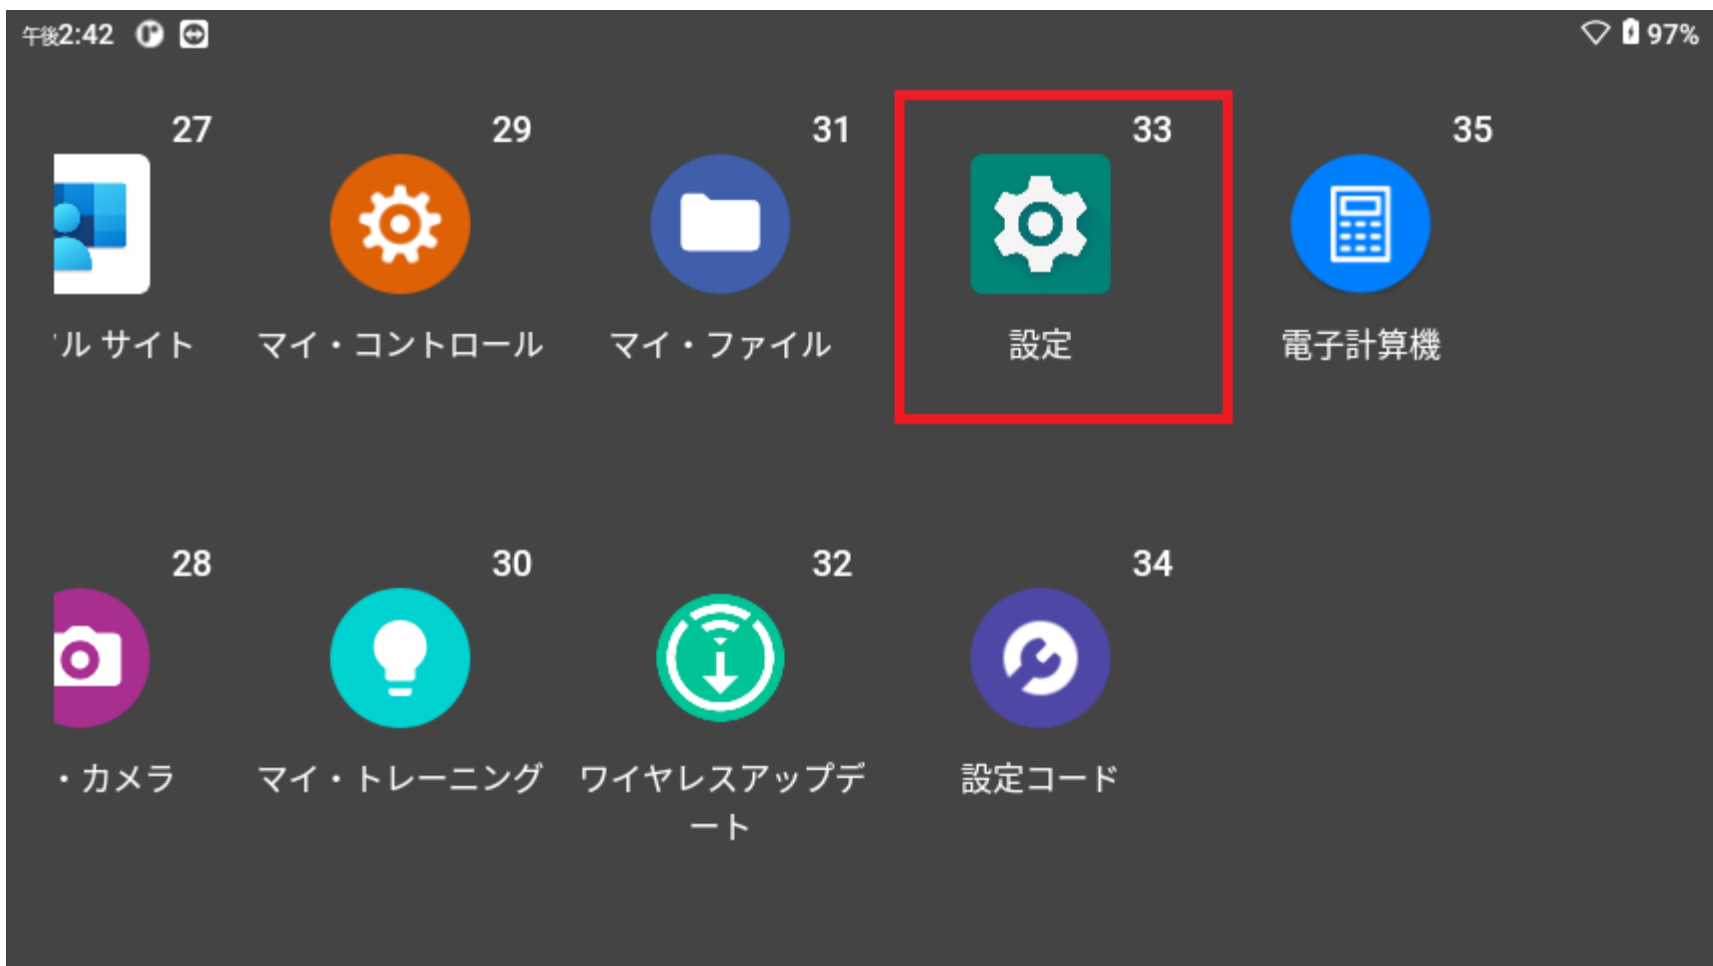 午後2:42
97%
27
29
31
33
35
ル サイト
マイ・コントロール
マイ・ファイル
設定
電子計算機
28
30
32
34
・カメラ
マイ・トレーニング
ワイヤレスアップデ
ート
設定コード